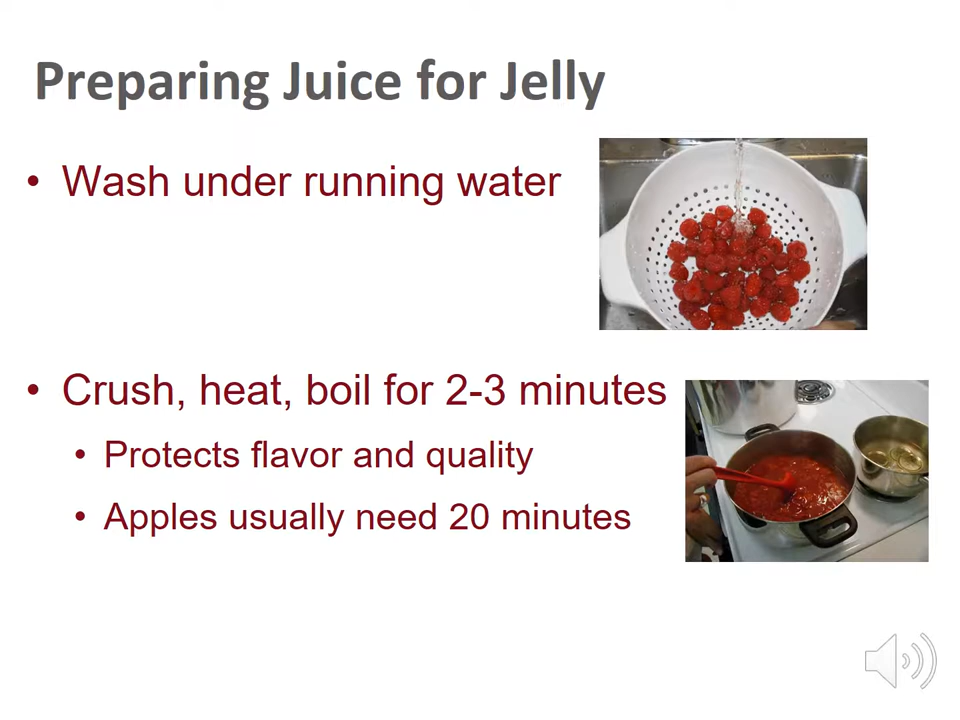 Preparing Juice for Jelly
• Wash under running water
• Crush, heat, boil for 2-3 minutes
• Protects flavor and quality
• Apples usually need 20 minutes